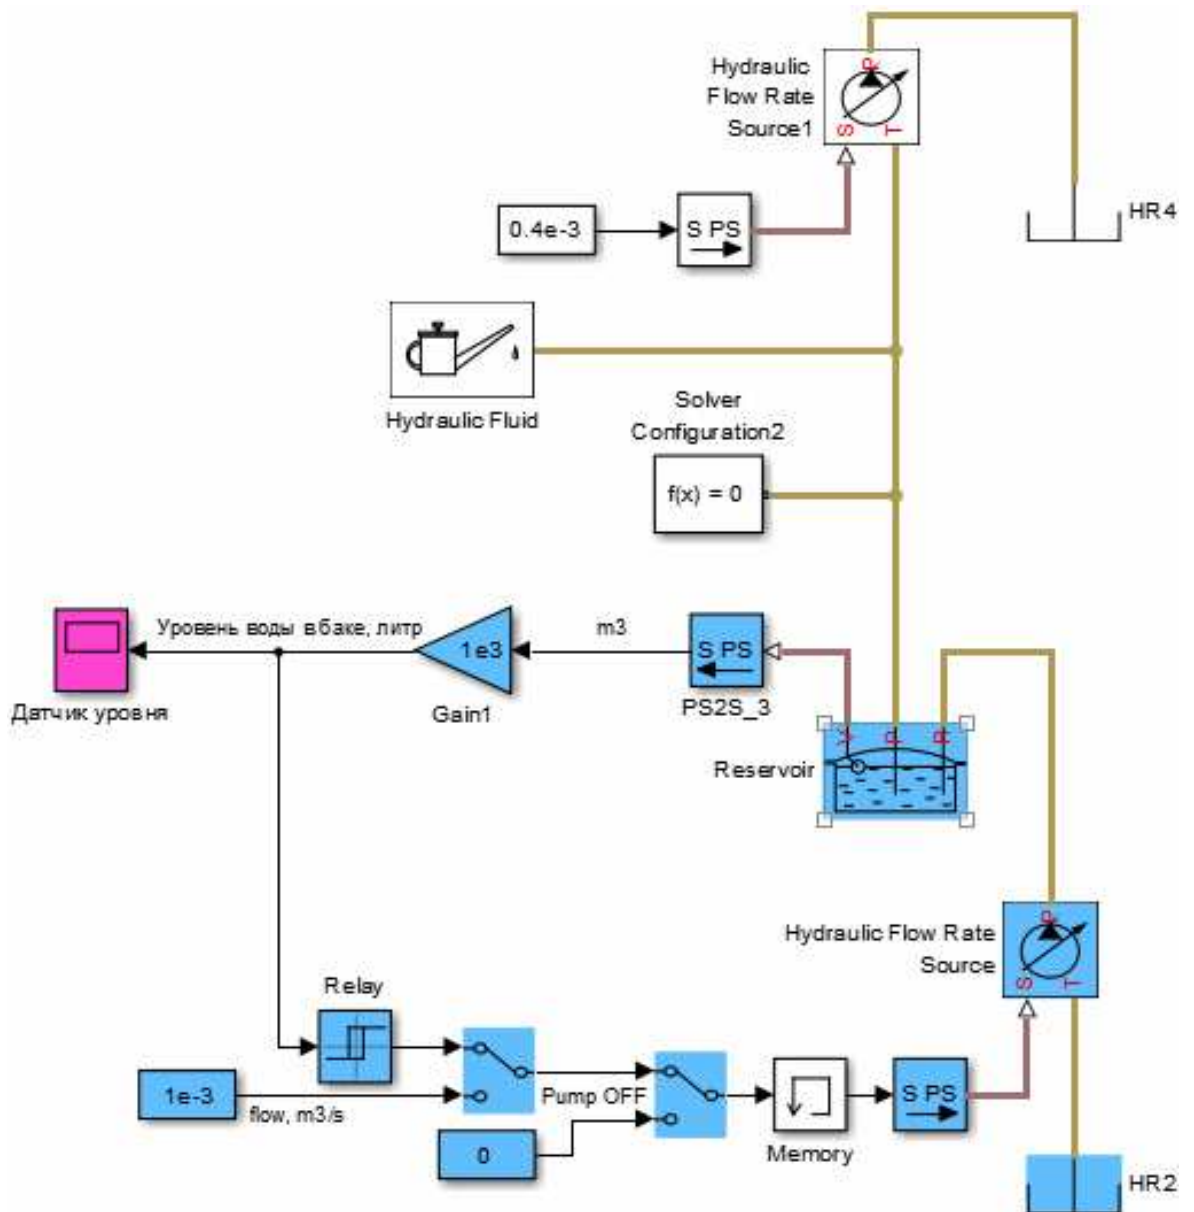 Hydraulic
Flow Rate
Source1
P
S
T
HR4
0.4e-3
S PS
Hydraulic Fluid
Solver
Configuration2
f(x) = 0
Уровень воды в баке, литр
1e3
m3
S PS
Датчик уровня
Gain1
PS2S_3
V
P
R
Reservoir
P
Hydraulic Flow Rate
Source
S
T
Relay
1e-3
flow, m3/s
Pump OFF
0
S PS
Memory
HR2